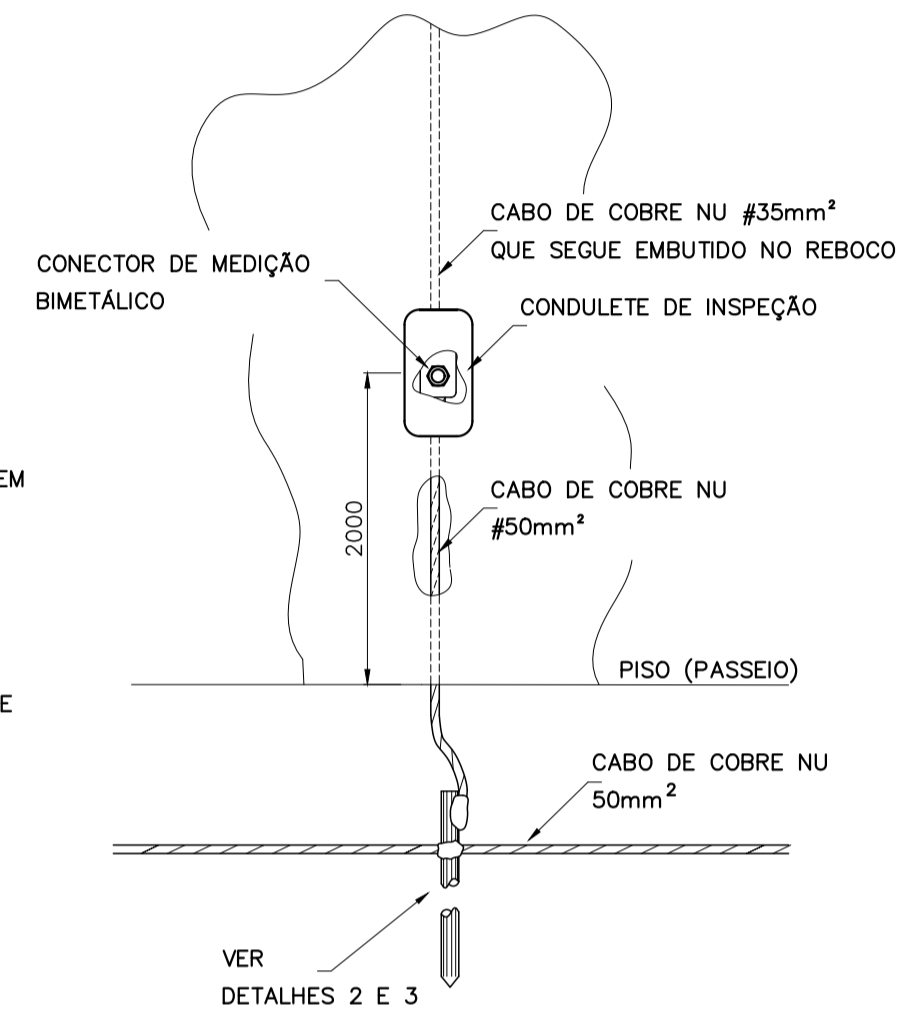 CABO DE COBRE NU #35mm²
QUE SEGUE EMBUTIDO NO REBOCO
CONECTOR DE MEDIÇÃO
BIMETÁLICO
CONDULETE DE INSPEÇÃO
EM
CABO DE COBRE NU
#50mm²
2000
PISO (PASSEIO)
E
CABO DE COBRE NU
50mm²
VER
DETALHES 2 E 3